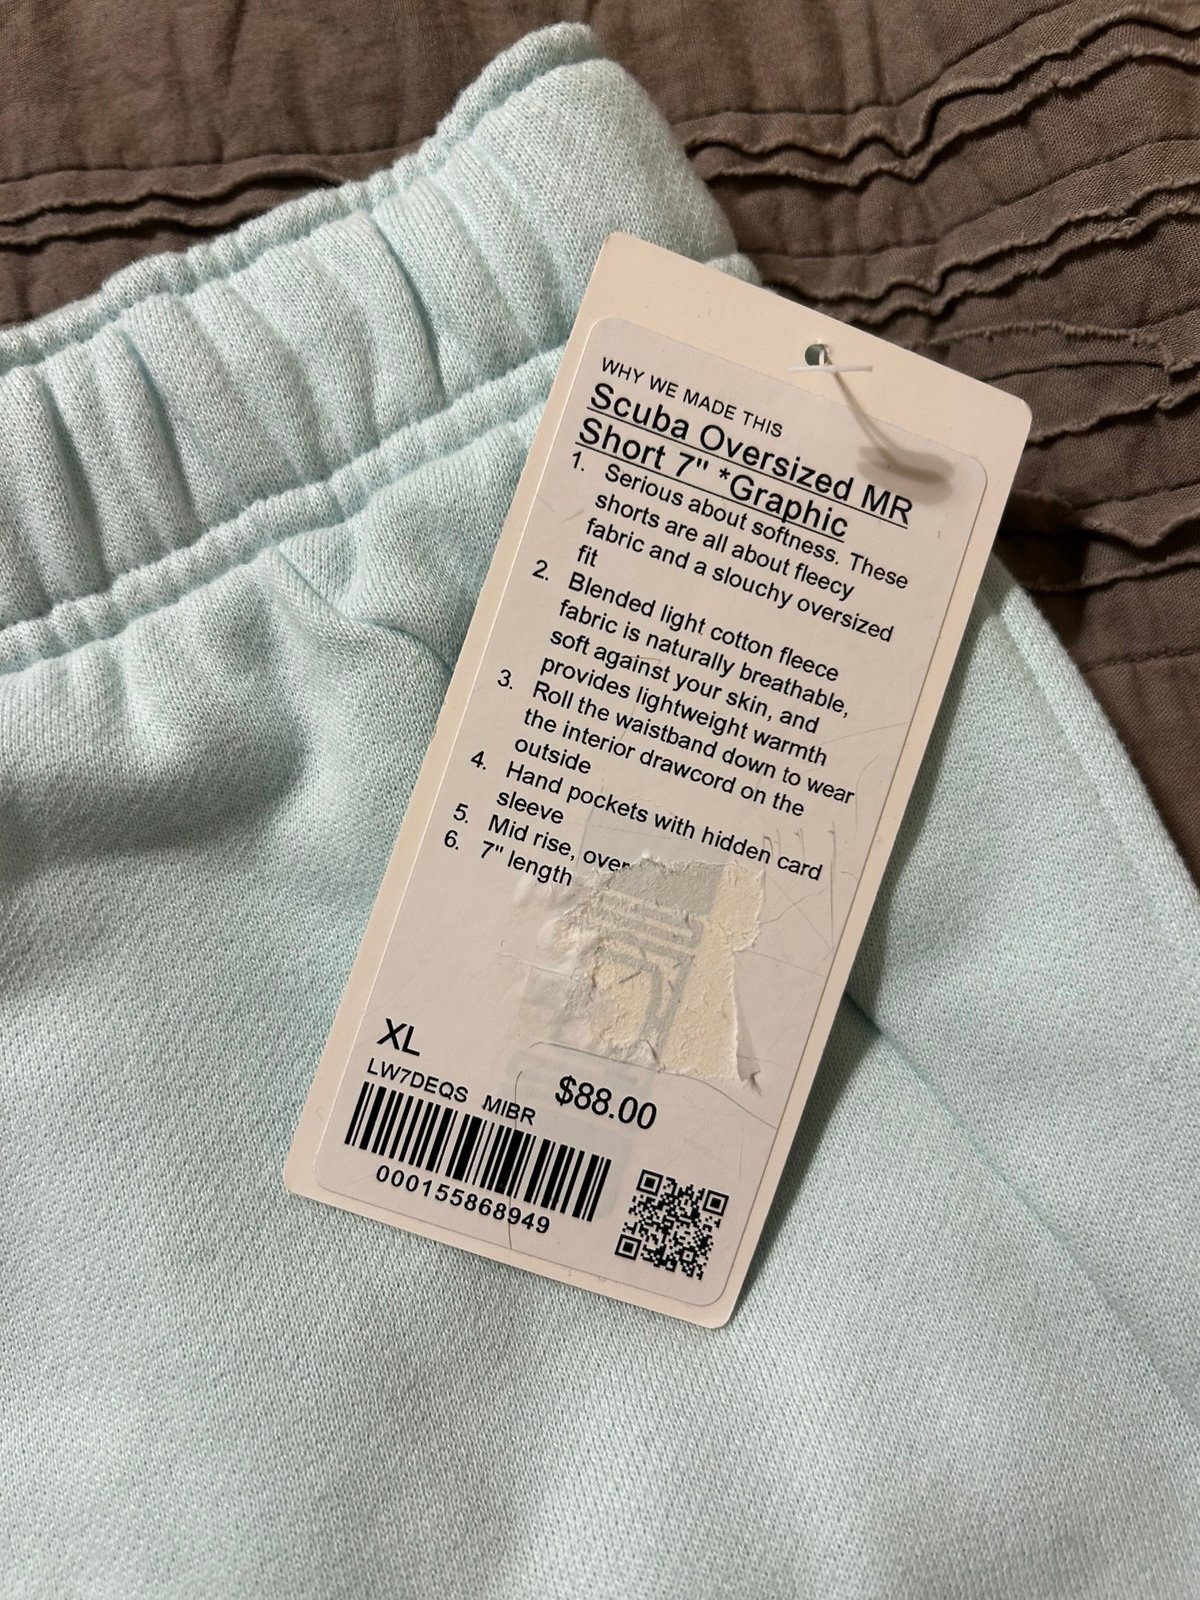 WHY WE MADE THIS
Scuba Oversized MR
Short 7" *Graphic
1. Serious about softness. These
shorts are all about fleecy
fabric and a slouchy oversized
fit
2. Blended light cotton fleece
fabric is naturally breathable,
soft against your skin, and
provides lightweight warmth
3. Roll the waistband down to wear
the interior drawcord on the
outside
4. Hand pockets with hidden card
sleeve
5. Mid rise,
6. 7" length
XL
$88.00
LW7DEQS MIBR
000155868949